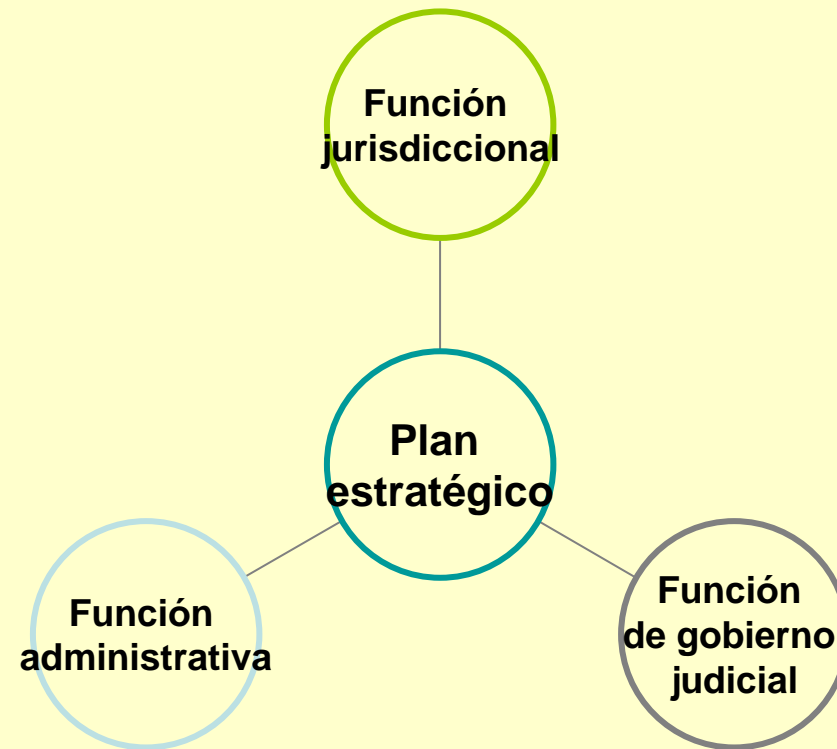 Función
jurisdiccional
Plan
estratégico
Función
administrativa
Función
de gobierno
judicial